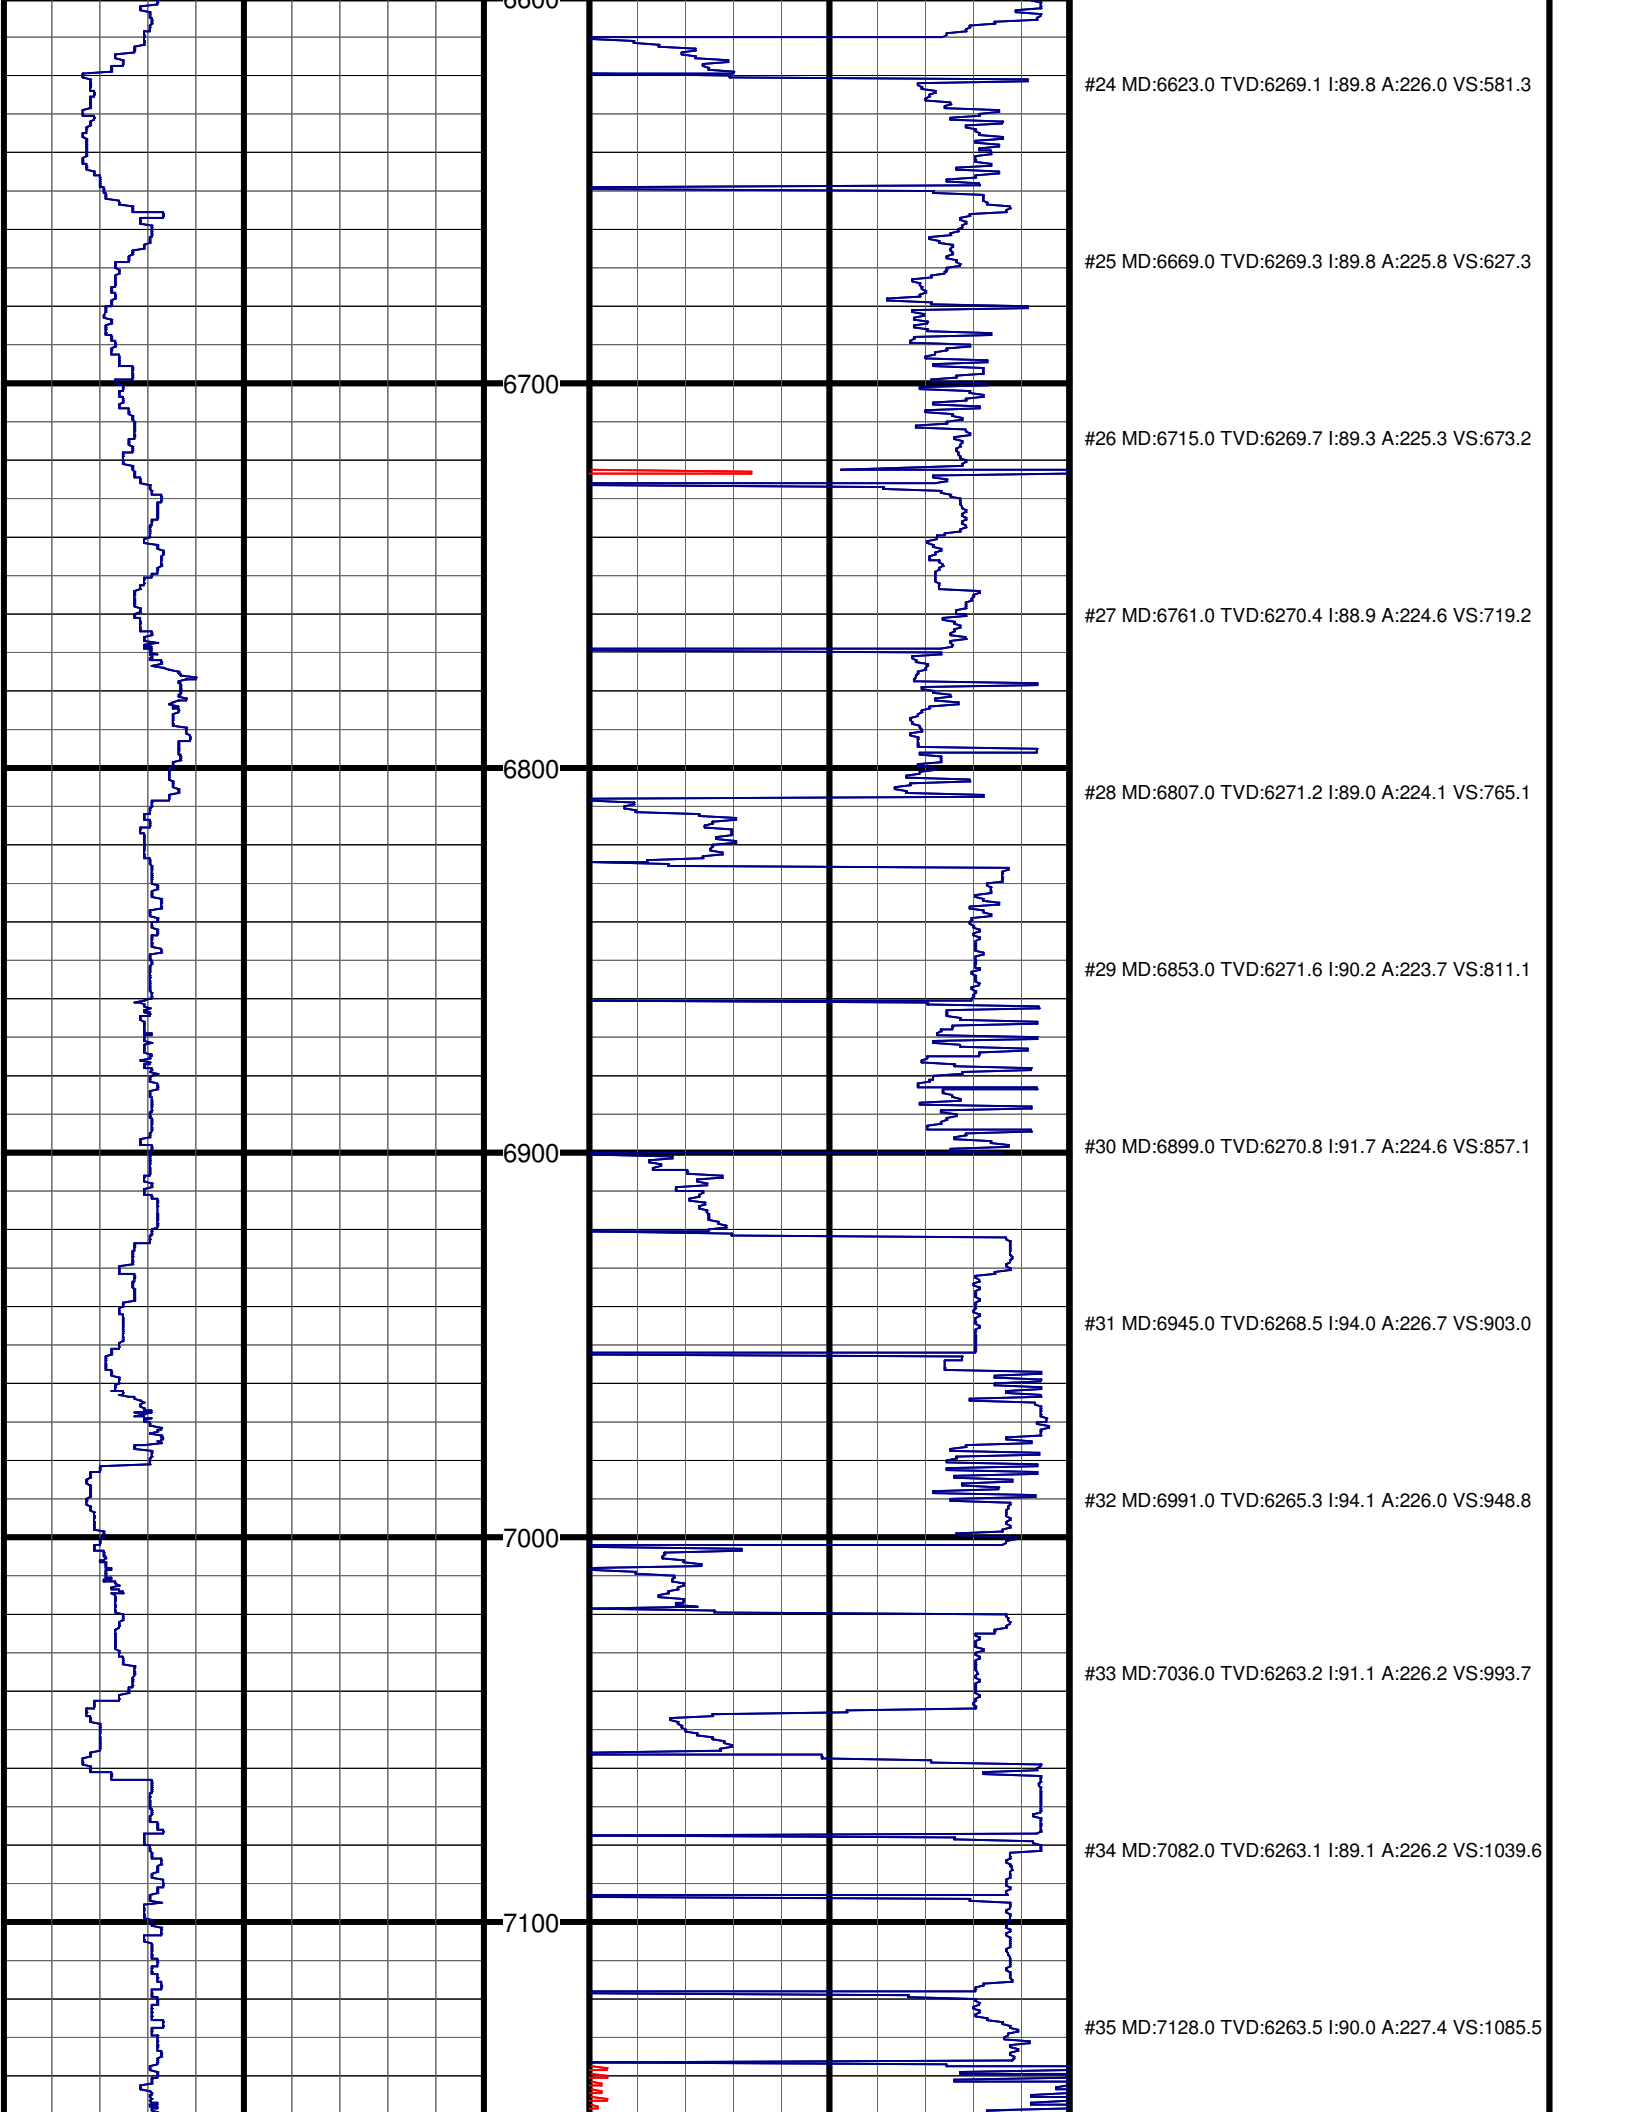 6600
#24 MD:6623.0 TVD:6269.1 I:89.8 A:226.0 VS:581.3
#25 MD:6669.0 TVD:6269.3 I:89.8 A:225.8 VS:627.3
6700
#26 MD:6715.0 TVD:6269.7 I:89.3 A:225.3 VS:673.2
#27 MD:6761.0 TVD:6270.4 I:88.9 A:224.6 VS:719.2
6800
#28 MD:6807.0 TVD:6271.2 I:89.0 A:224.1 VS:765.1
#29 MD:6853.0 TVD:6271.6 I:90.2 A:223.7 VS:811.1
#30 MD:6899.0 TVD:6270.8 I:91.7 A:224.6 VS:857.1
6900
#31 MD:6945.0 TVD:6268.5 I:94.0 A:226.7 VS:903.0
#32 MD:6991.0 TVD:6265.3 I:94.1 A:226.0 VS:948.8
7000
#33 MD:7036.0 TVD:6263.2 I:91.1 A:226.2 VS:993.7
#34 MD:7082.0 TVD:6263.1 I:89.1 A:226.2 VS:1039.6
7100
#35 MD:7128.0 TVD:6263.5 I:90.0 A:227.4 VS:1085.5